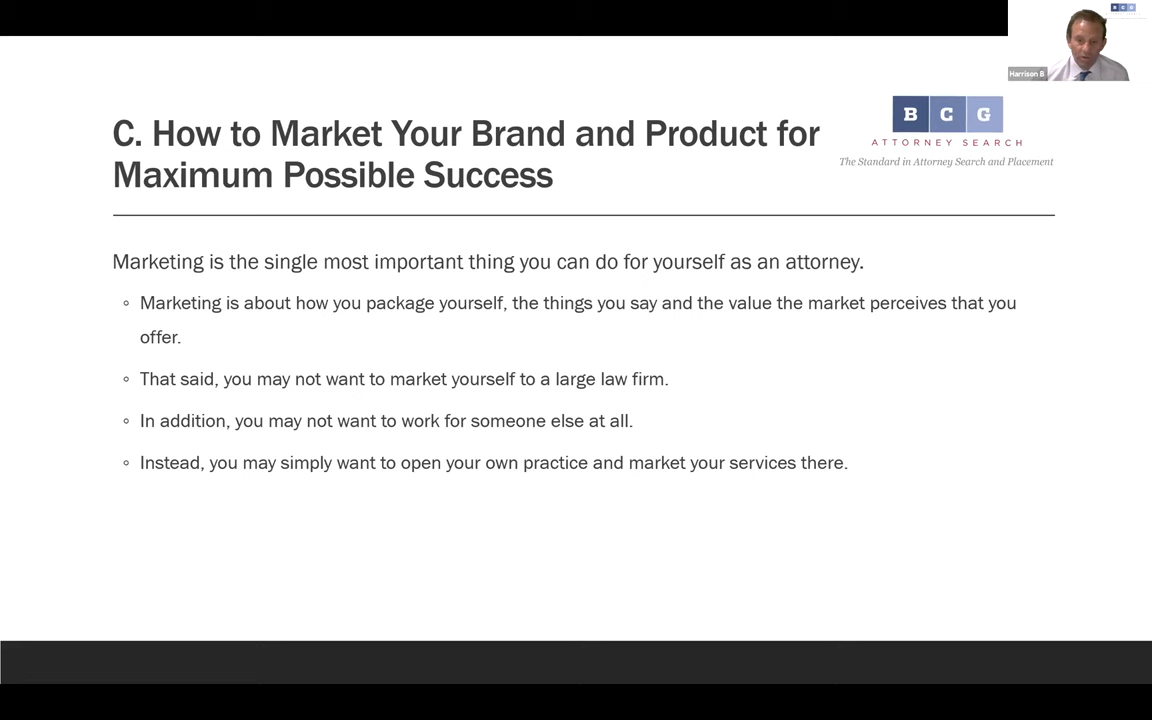 B C G
Harrison B
C. How to Market Your Brand and Product for
Maximum Possible Success
B C G
ATTORNEY SEARCH
The Standard in Attorney Search and Placement
Marketing is the single most important thing you can do for yourself as an attorney.
◦ Marketing is about how you package yourself, the things you say and the value the market perceives that you
offer.
◦ That said, you may not want to market yourself to a large law firm.
◦ In addition, you may not want to work for someone else at all.
◦ Instead, you may simply want to open your own practice and market your services there.